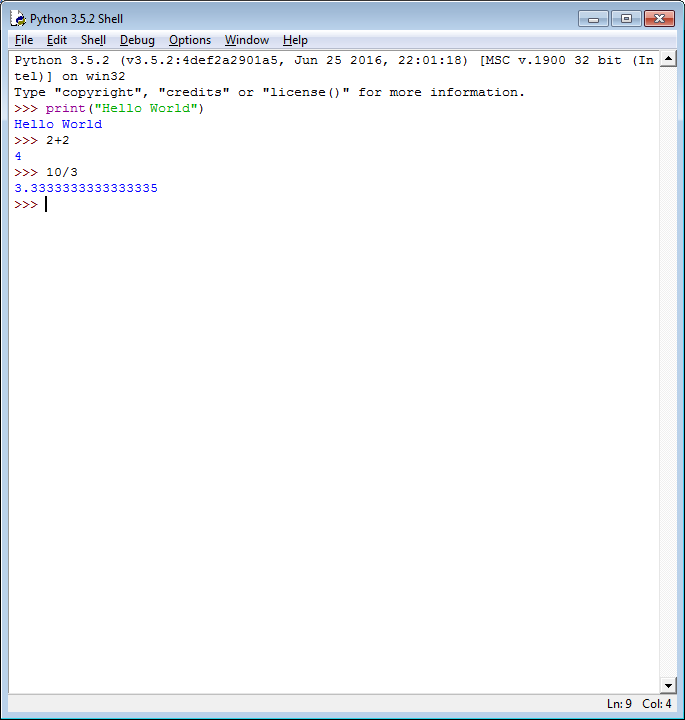 Python 3.5.2 Shell
File Edit Shell Debug Options Window Help
Python 3.5.2 (v3.5.2:4def2a2901a5, Jun 25 2016, 22:01:18) [MSC v.1900 32 bit (In
tel)] on win32
Type "copyright", "credits" or "license()" for more information.
>>> print("Hello World")
Hello World
>>> 2+2
4
>>> 10/3
3.3333333333333335
>>>
Ln: 9 Col: 4